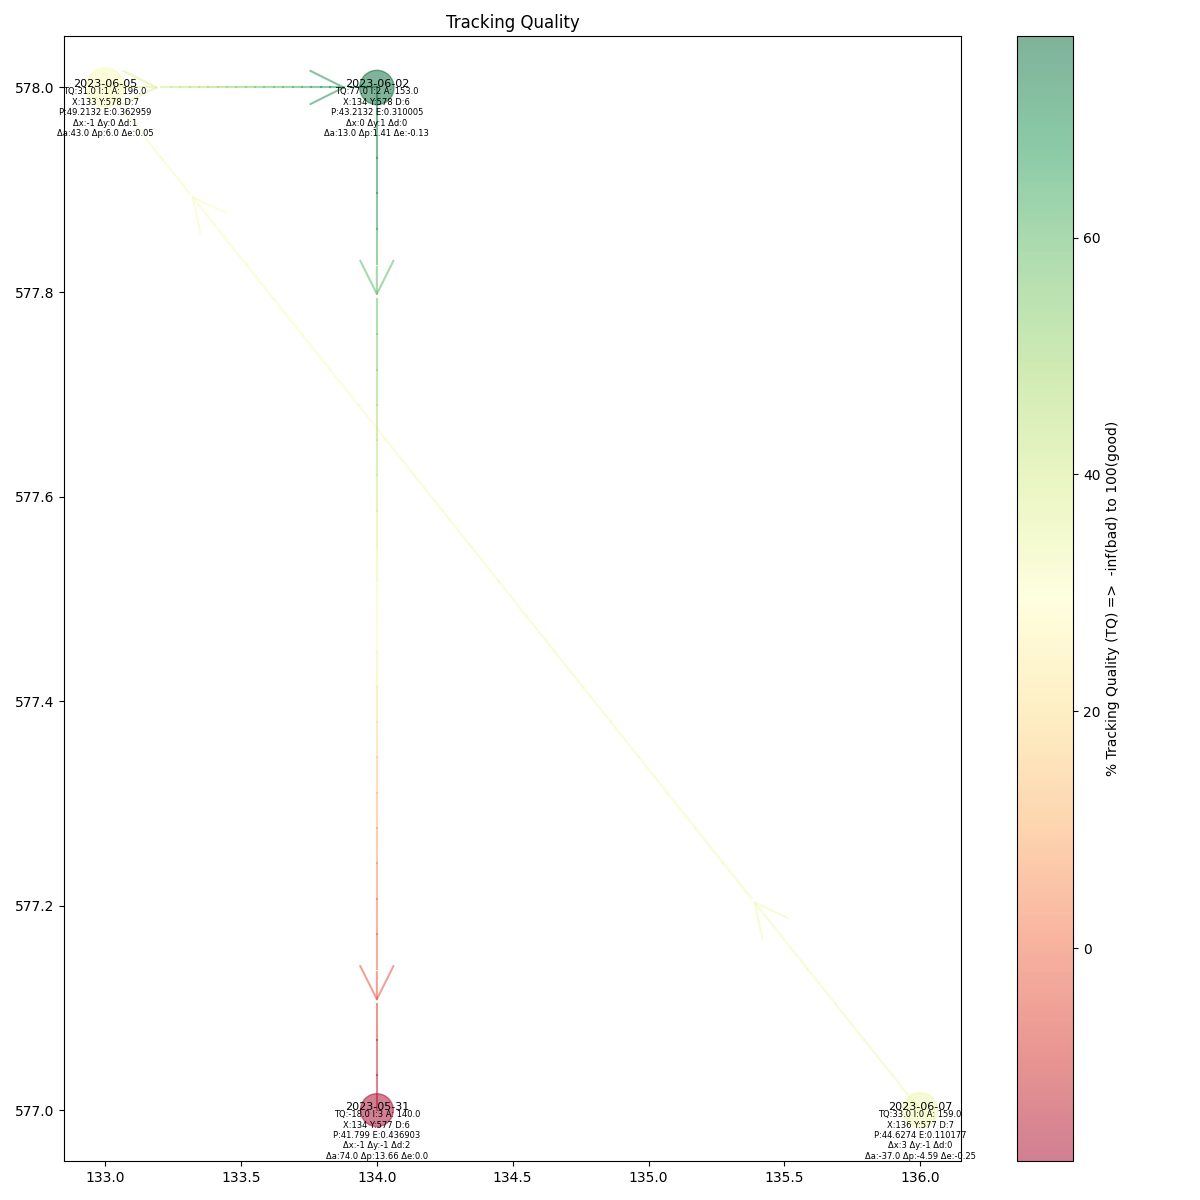 Tracking Quality
578.0
577.8
577.6
577.4
577.2
577.0
2023-06-05
TQ:31.0 I:1 A: 196.0
X:133 Y:578 D:7
P:49.2132 E:0.362959
Δx:-1 Δy:0 Δd:1
Δa:43.0 Δp:6.0 Δe:0.05
2023-06-02
TQ:77.0 I:2 A: 153.0
X:134 Y:578 D:6
P:43.2132 E:0.310005
Δx:0 Δy:1 Δd:0
Δa:13.0 Δp:1.41 Δe:-0.13
2023-05-31
TQ:-18.0 I:3 A: 140.0
X:134 Y:577 D:6
P:41.799 E:0.436903
Δx:-1 Δy:-1 Δd:2
Δa:74.0 Δp:13.66 Δe:0.0
2023-06-07
TQ:33.0 I:0 A: 159.0
X:136 Y:577 D:7
P:44.6274 E:0.110177
Δx:3 Δy:-1 Δd:0
Δa:-37.0 Δp:-4.59 Δe:-0.25
133.0 133.5 134.0 134.5 135.0 135.5 136.0
60
40
20
0
% Tracking Quality (TQ) => -inf(bad) to 100(good)